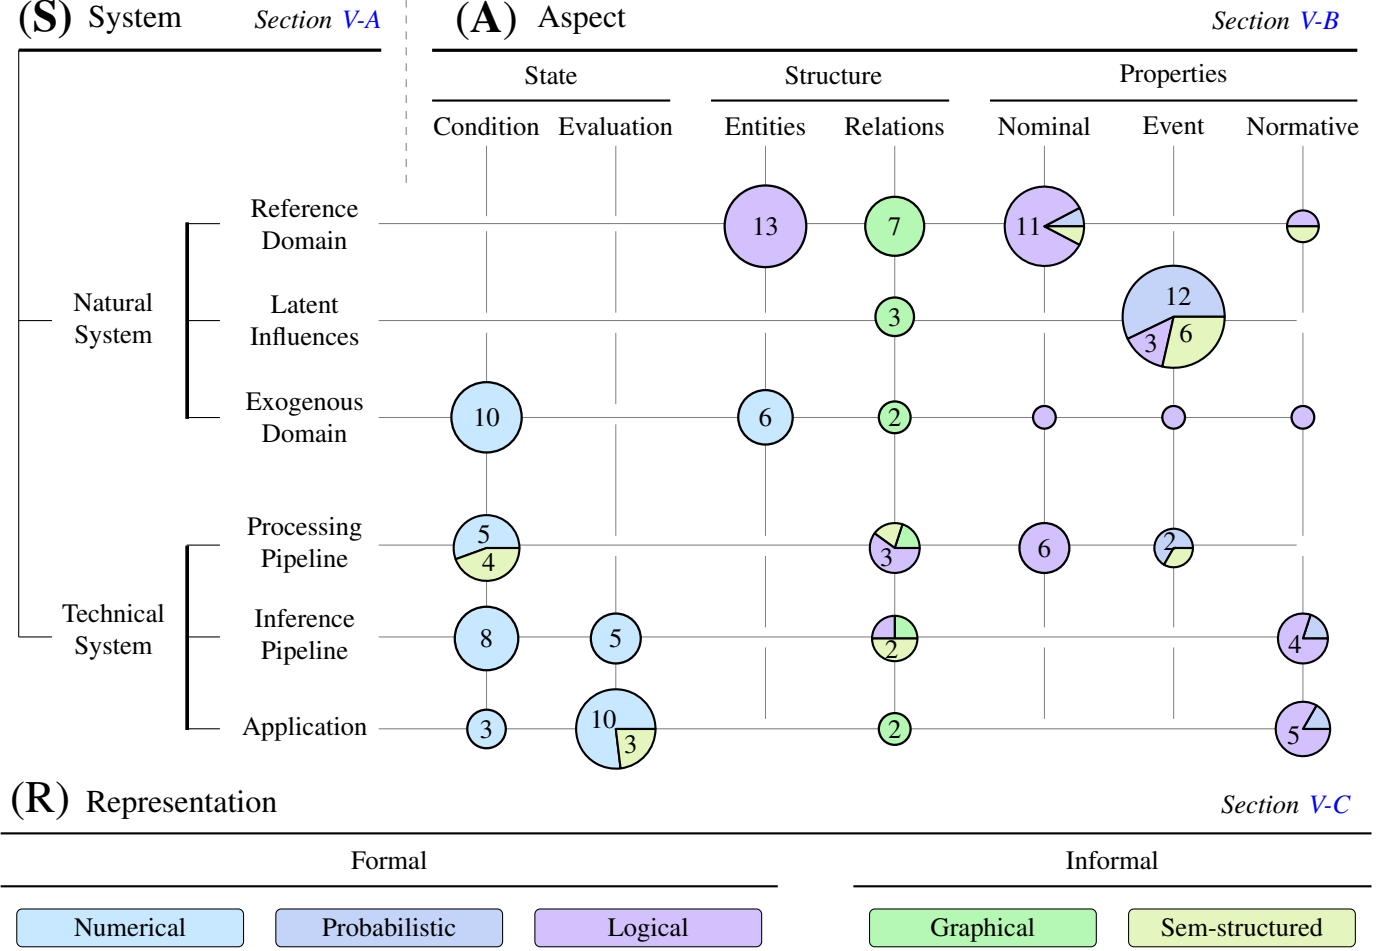 (S) System Section V-A (A) Aspect Section V-B
State Structure Properties
Condition Evaluation Entities Relations Nominal Event Normative
Reference
Domain
13 7 11
Natural
System
Latent
Influences
3 12 3 6
Exogenous
Domain
10 6 2
Processing
Pipeline
5 4 3 6 2
Technical
System
Inference
Pipeline
8 5 2 4
Application 3 10 3 2 5
(R) Representation Section V-C
Formal Informal
Numerical Probabilistic Logical Graphical Sem-structured